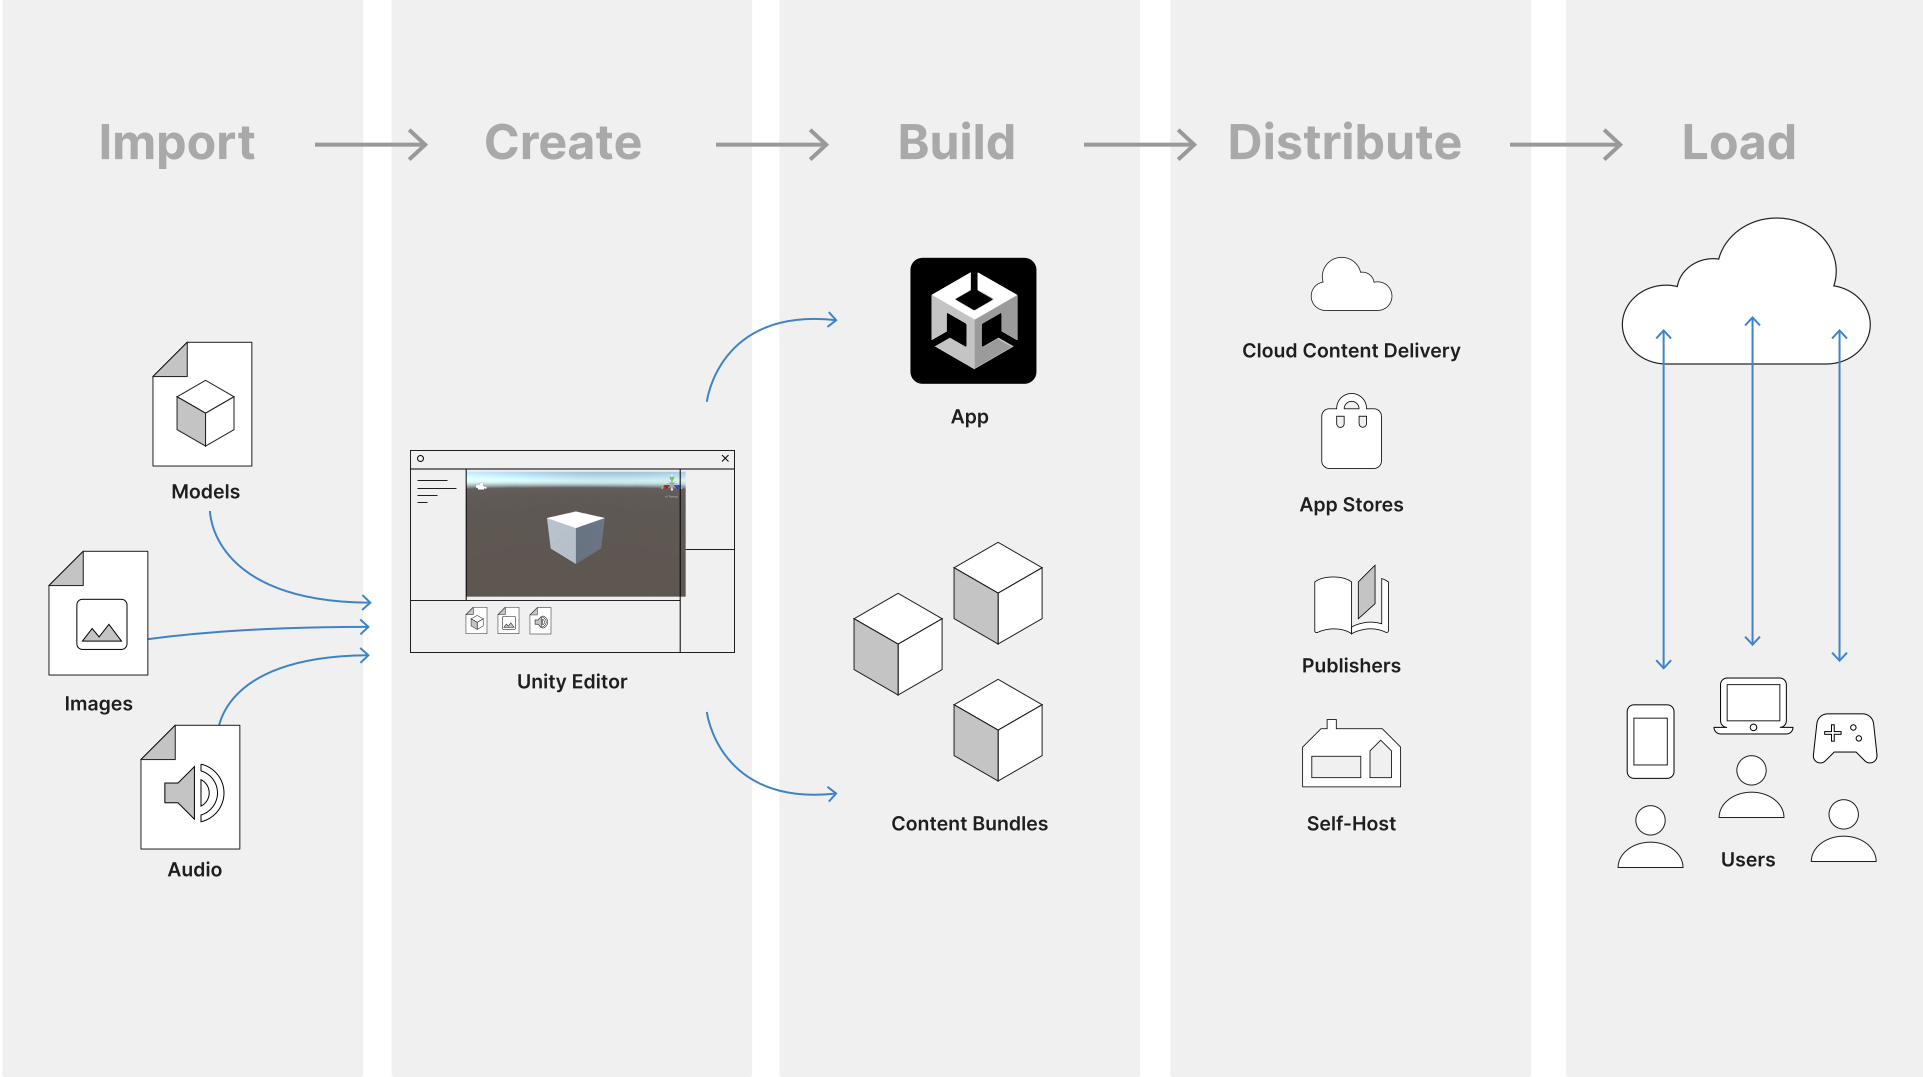 Import
Create
Build
Distribute
Load
Models
Images
Audio
Unity Editor
App
Content Bundles
Cloud Content Delivery
App Stores
Publishers
Self-Host
Users